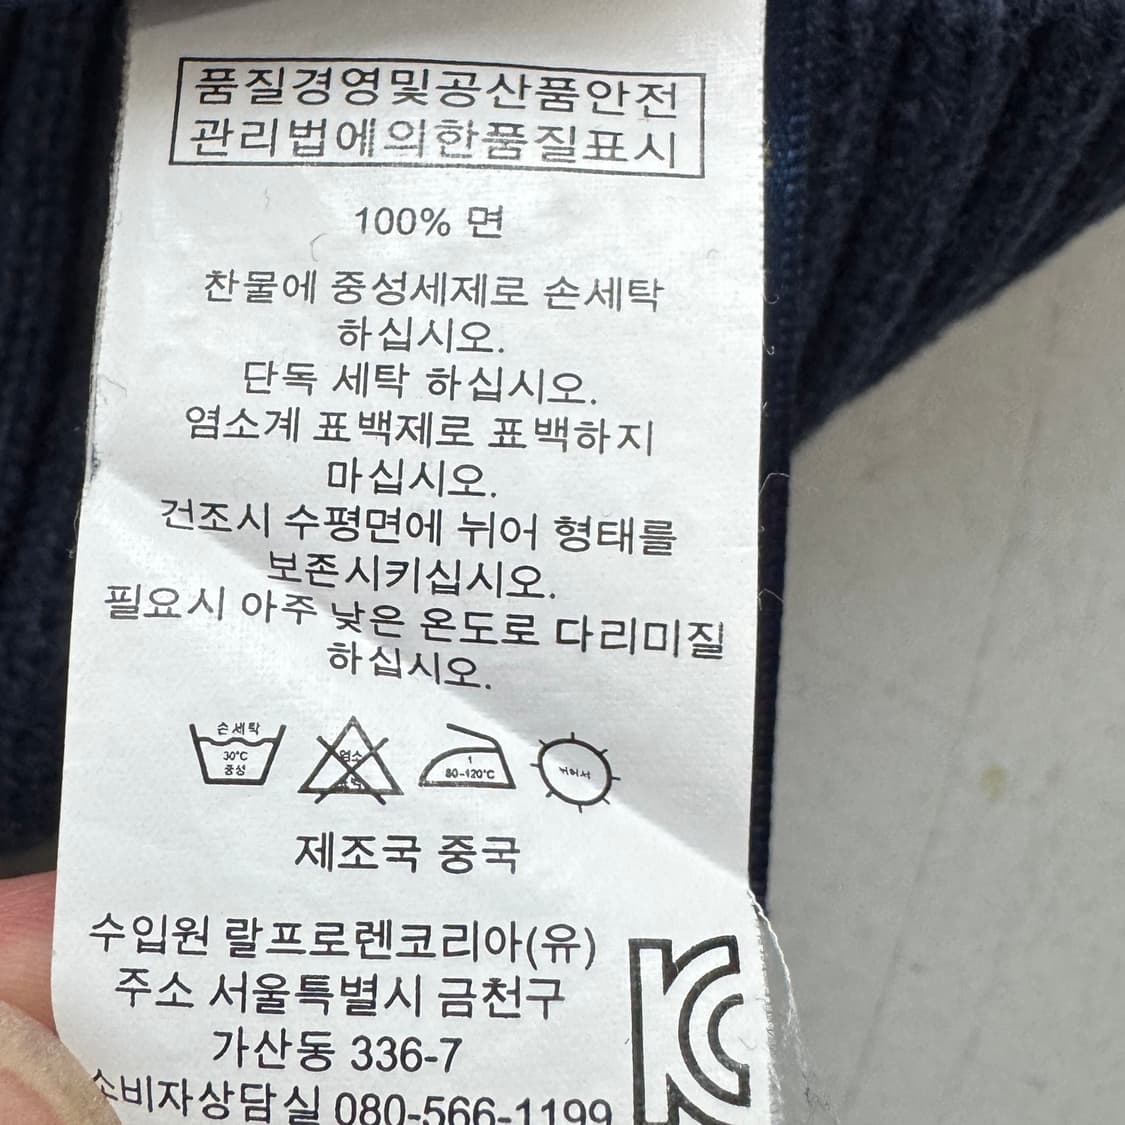 품질경영및공산품안전
관리법에의한품질표시
100% 면
찬물에 중성세제로 손세탁
하십시오.
단독 세탁 하십시오.
염소계 표백제로 표백하지
마십시오.
건조시 수평면에 뉘어 형태를
보존시키십시오.
필요시 아주 낮은 온도로 다리미질
하십시오.
손세탁
30°C
중성
염소
1
80-120°C
뉘어서
제조국 중국
수입원 랄프로렌코리아(유)
주소 서울특별시 금천구
가산동 336-7
소비자상담실 080-566-1199